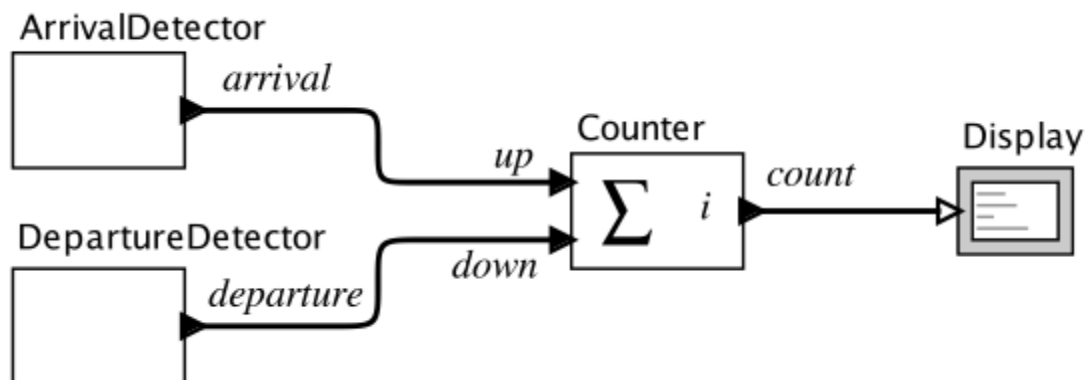 ArrivalDetector
arrival
up
Counter
∑ i
count
Display
DepartureDetector
departure
down